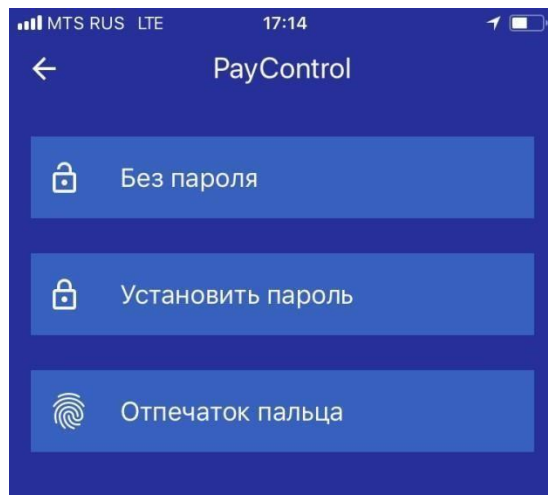 MTS RUS LTE 17:14
PayControl
Без пароля
Установить пароль
Отпечаток пальца